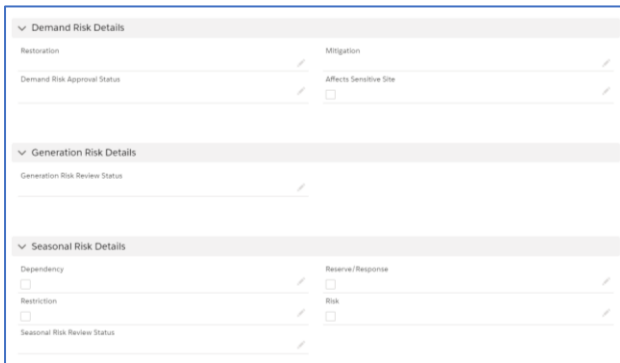 Demand Risk Details
Restoration
Mitigation
Demand Risk Approval Status
Affects Sensitive Site
Generation Risk Details
Generation Risk Review Status
Seasonal Risk Details
Dependency
Reserve/Response
Restriction
Risk
Seasonal Risk Review Status